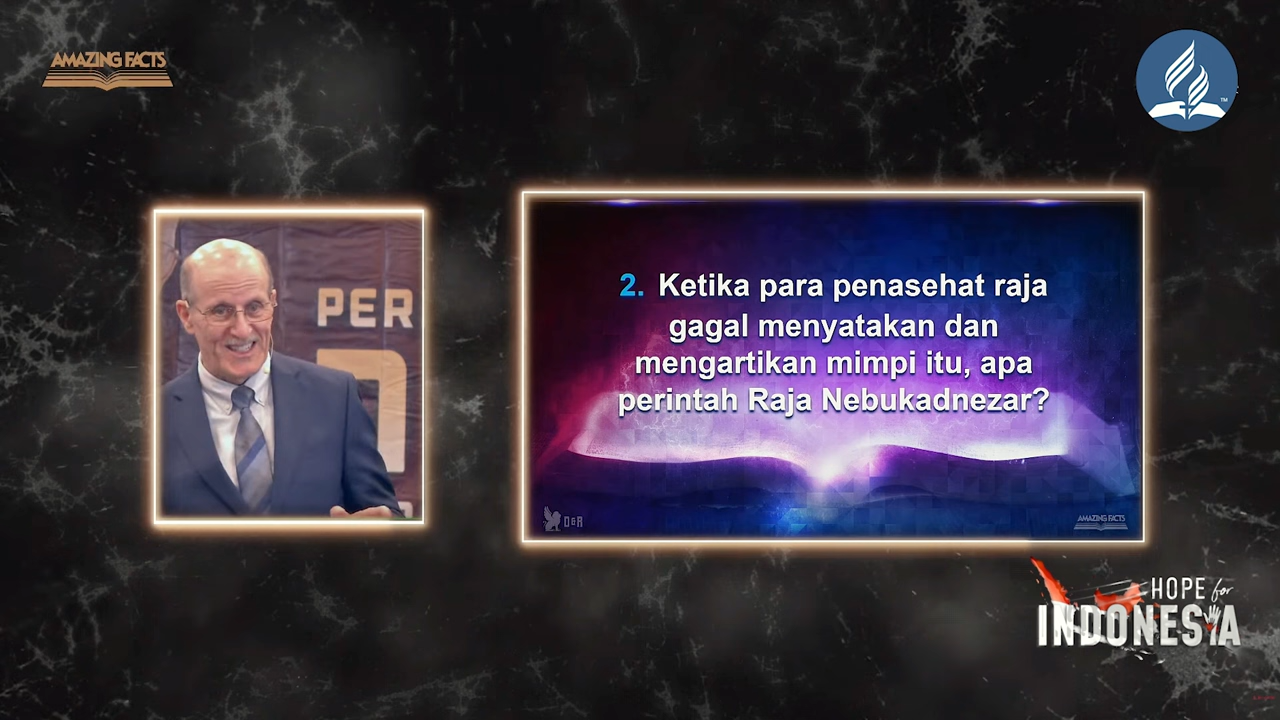 AMAZING FACTS
PER
2. Ketika para penasehat raja
gagal menyatakan dan
mengartikan mimpi itu, apa
perintah Raja Nebukadnezar?
D&R
AMAZING FACTS
HOPE for
INDONESIA
TM